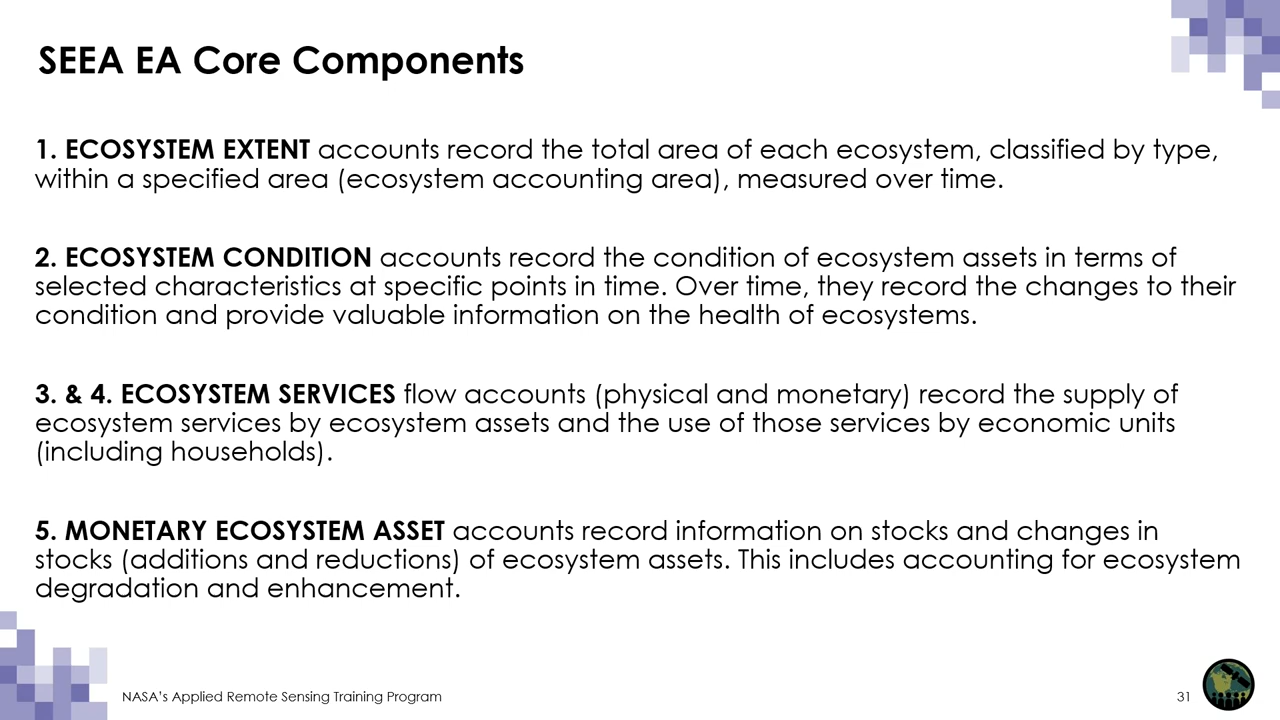 SEEA EA Core Components
1. ECOSYSTEM EXTENT accounts record the total area of each ecosystem, classified by type,
within a specified area (ecosystem accounting area), measured over time.
2. ECOSYSTEM CONDITION accounts record the condition of ecosystem assets in terms of
selected characteristics at specific points in time. Over time, they record the changes to their
condition and provide valuable information on the health of ecosystems.
3. & 4. ECOSYSTEM SERVICES flow accounts (physical and monetary) record the supply of
ecosystem services by ecosystem assets and the use of those services by economic units
(including households).
5. MONETARY ECOSYSTEM ASSET accounts record information on stocks and changes in
stocks (additions and reductions) of ecosystem assets. This includes accounting for ecosystem
degradation and enhancement.
NASA's Applied Remote Sensing Training Program
31